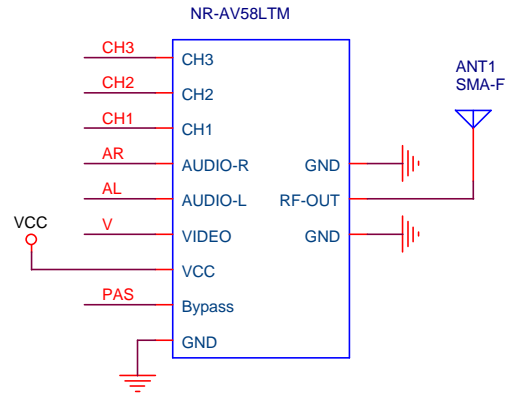 NR-AV58LTM
CH3
CH3
CH2
CH2
CH1
CH1
AR
AUDIO-R
AL
AUDIO-L
V
VIDEO
VCC
VCC
PAS
Bypass
GND
GND
RF-OUT
GND
ANT1
SMA-F